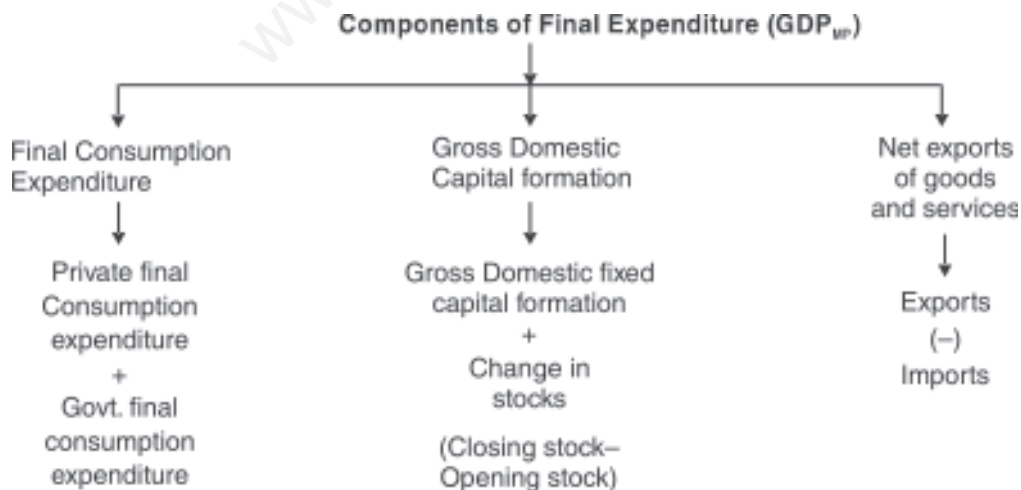 Components of Final Expenditure (GDPMP)
Final Consumption
Expenditure
Private final
Consumption
expenditure
+
Govt. final
consumption
expenditure
Gross Domestic
Capital formation
Gross Domestic fixed
capital formation
+
Change in
stocks
(Closing stock–
Opening stock)
Net exports
of goods
and services
Exports
(–)
Imports